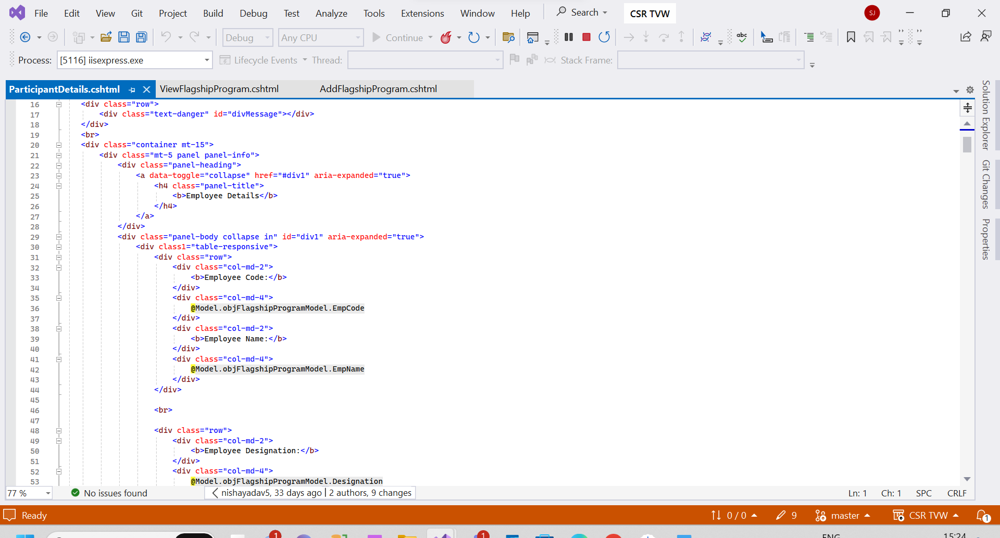 File Edit View Git Project Build Debug Test Analyze Tools Extensions Window Help Search CSR TVW SJ
Debug Any CPU Continue abc
Process: [5116] iisexpress.exe Lifecycle Events Thread: Stack Frame:
ParticipantDetails.cshtml ViewFlagshipProgram.cshtml AddFlagshipProgram.cshtml
16 <div class="row">
17 <div class="text-danger" id="divMessage"></div>
18 </div>
19 <br>
20 <div class="container mt-15">
21 <div class="mt-5 panel panel-info">
22 <div class="panel-heading">
23 <a data-toggle="collapse" href="#div1" aria-expanded="true">
24 <h4 class="panel-title">
25 <b>Employee Details</b>
26 </h4>
27 </a>
28 </div>
29 <div class="panel-body collapse in" id="div1" aria-expanded="true">
30 <div class1="table-responsive">
31 <div class="row">
32 <div class="col-md-2">
33 <b>Employee Code:</b>
34 </div>
35 <div class="col-md-4">
36 @Model.objFlagshipProgramModel.EmpCode
37 </div>
38 <div class="col-md-2">
39 <b>Employee Name:</b>
40 </div>
41 <div class="col-md-4">
42 @Model.objFlagshipProgramModel.EmpName
43 </div>
44 </div>
45
46 <br>
47
48 <div class="row">
49 <div class="col-md-2">
50 <b>Employee Designation:</b>
51 </div>
52 <div class="col-md-4">
53 @Model.objFlagshipProgramModel.Designation
Solution Explorer
Git Changes
Properties
77 % No issues found nishayadav5, 33 days ago | 2 authors, 9 changes Ln: 1 Ch: 1 SPC CRLF
Ready 0 / 0 9 master CSR TVW 1
1 1 ENG 15:24